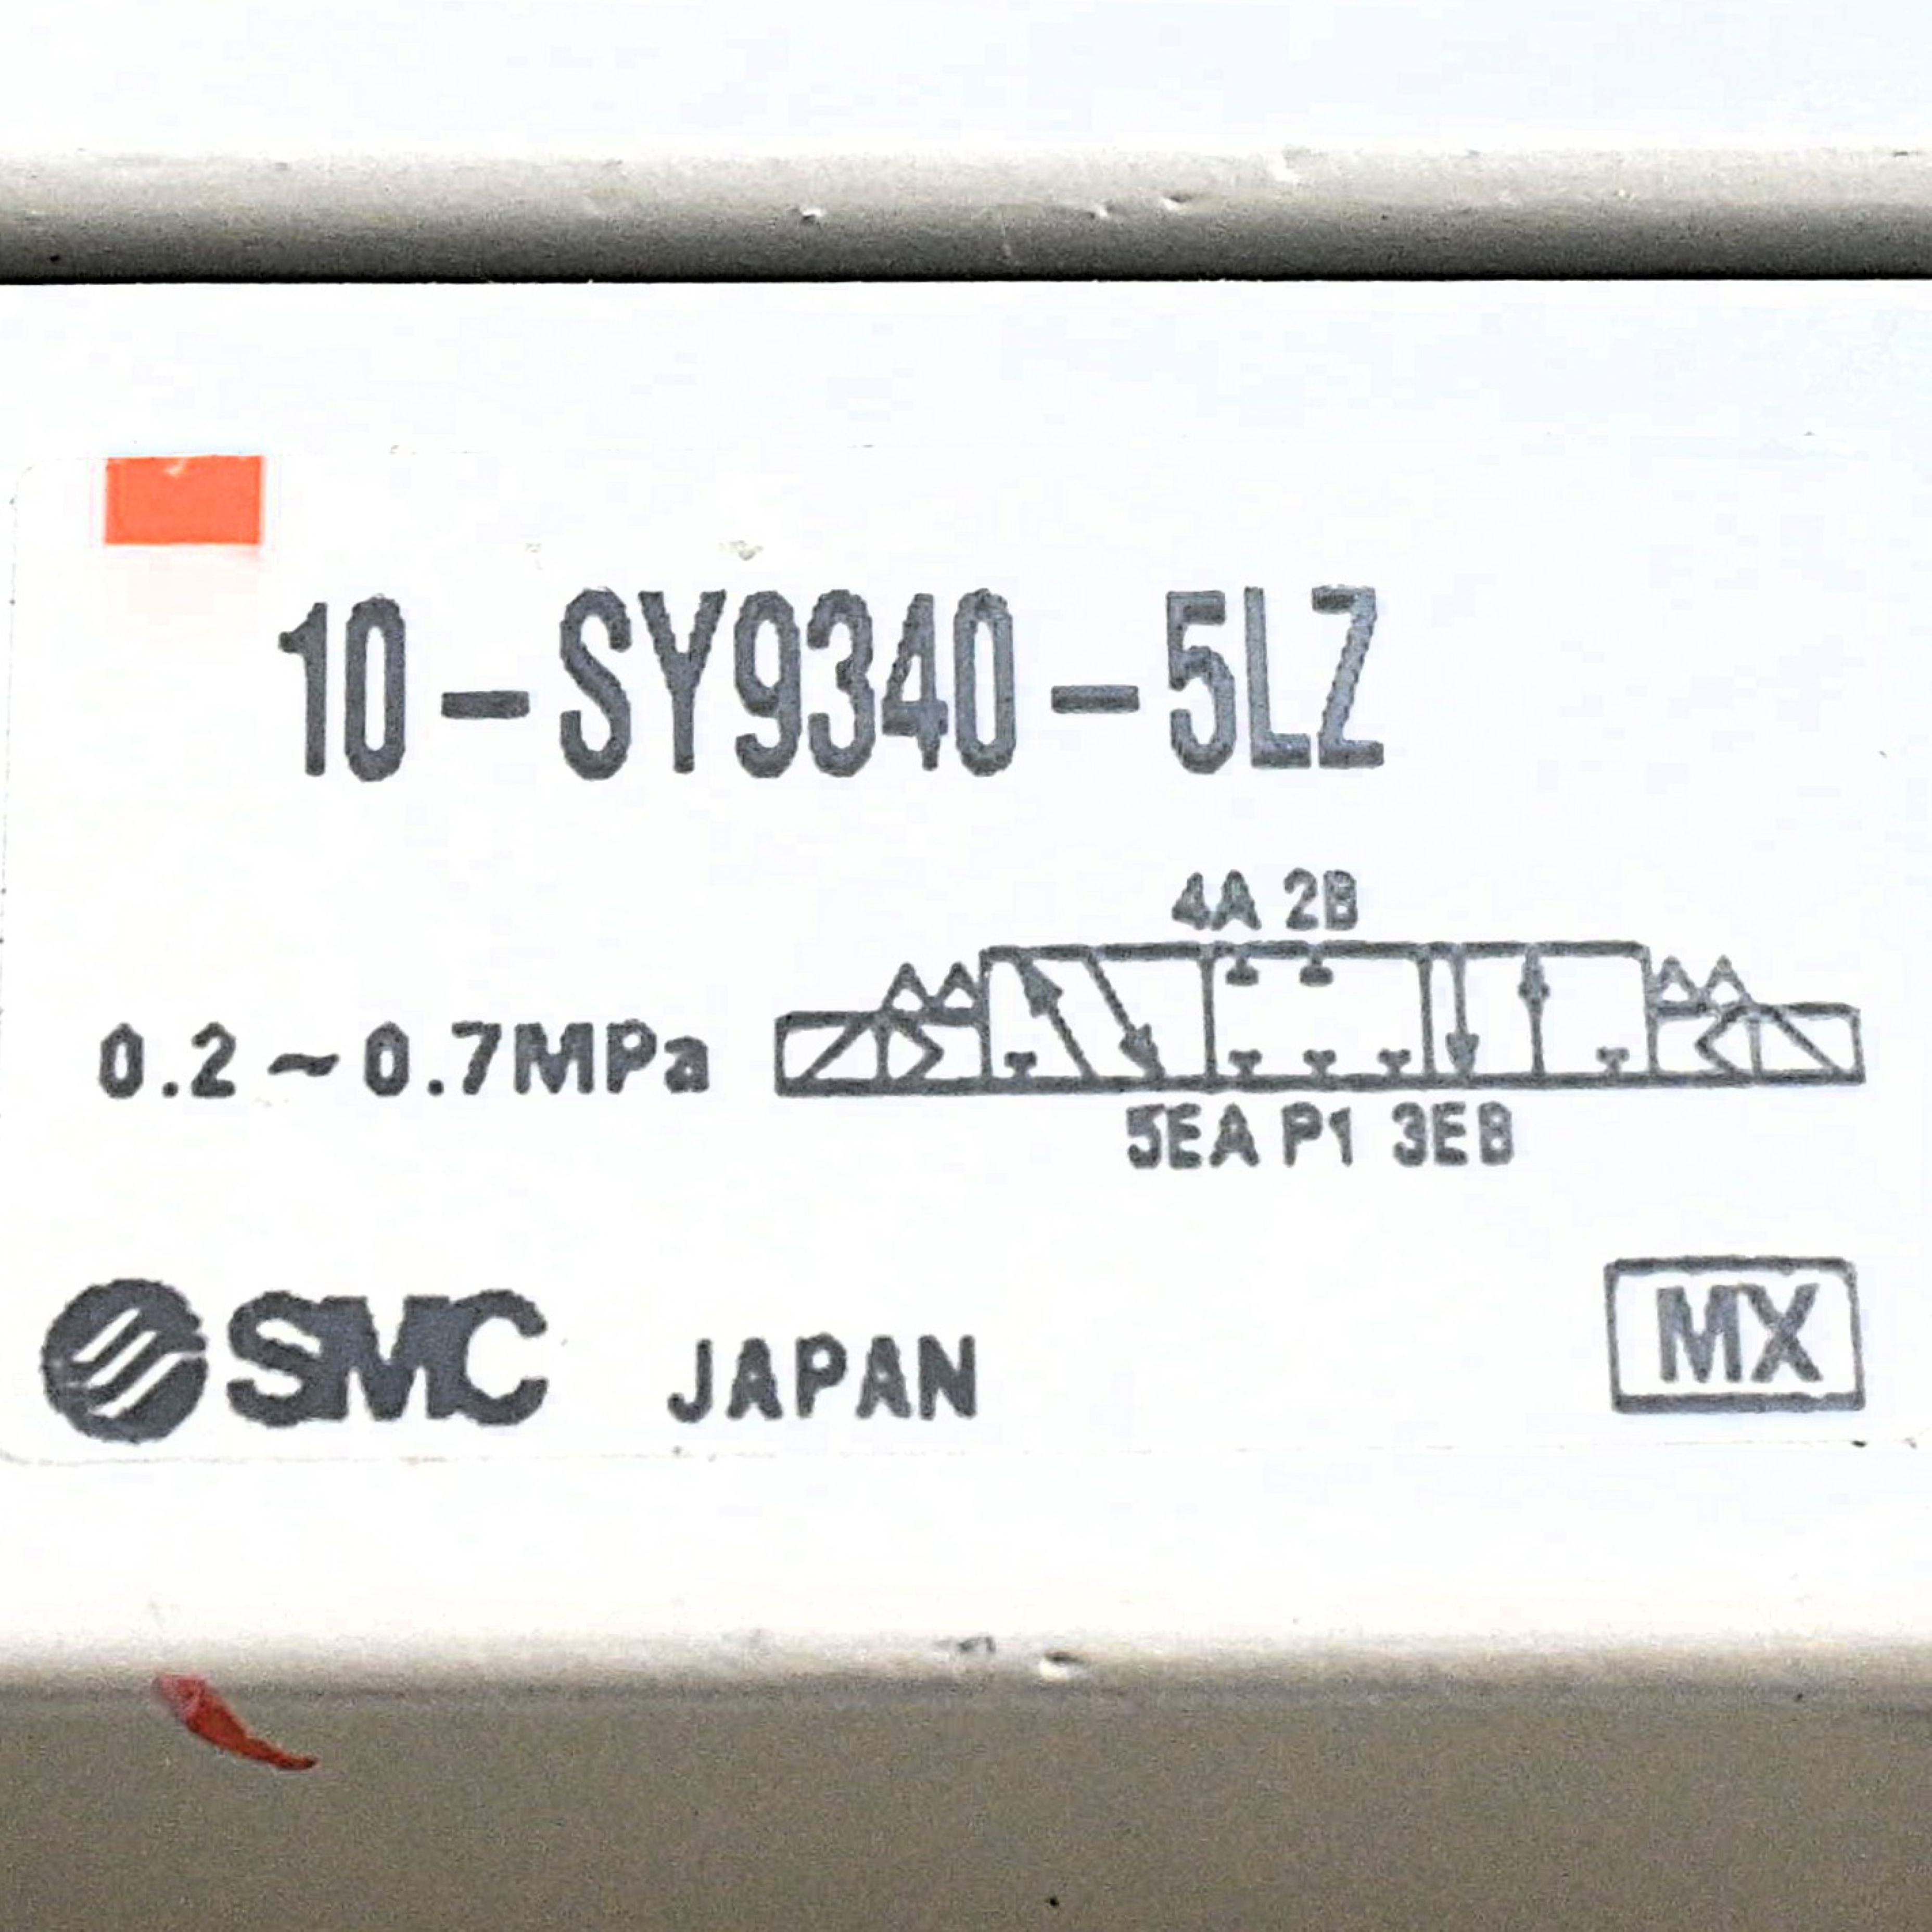 10-SY9340-5LZ
4A 2B
0.2~0.7MPa
5EA P1 3EB
SMC JAPAN
MX